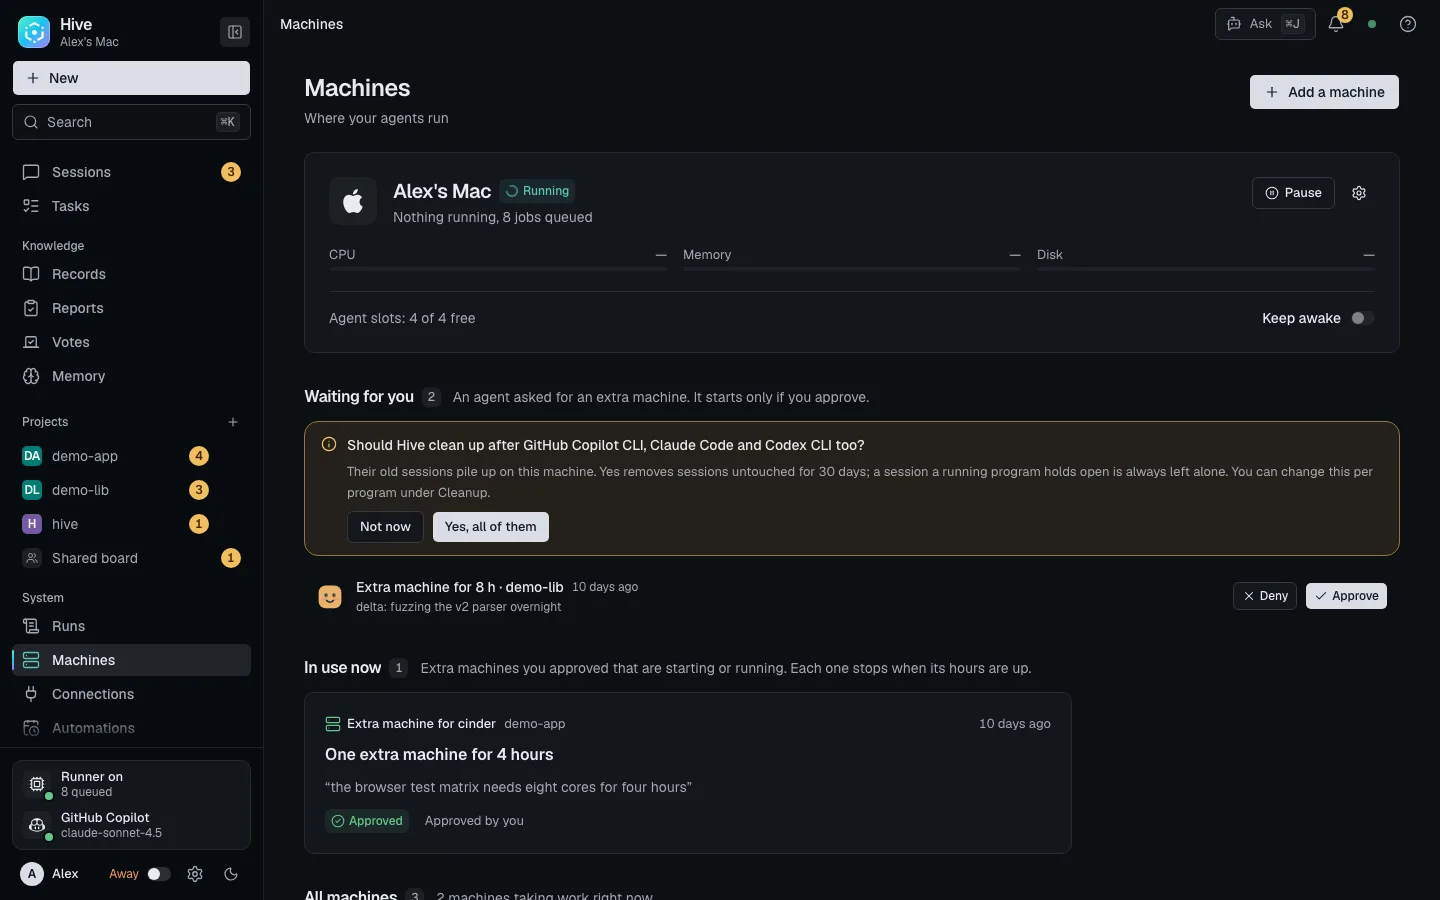 Hive
Alex's Mac
New
Search
⌘K
Sessions
3
Tasks
Knowledge
Records
Reports
Votes
Memory
Projects
DA demo-app 4
DL demo-lib 3
H hive 1
Shared board 1
System
Runs
Machines
Connections
Automations
Runner on
8 queued
GitHub Copilot
claude-sonnet-4.5
A Alex Away
Machines
Ask ⌘J
8
Machines
Where your agents run
Add a machine
Alex's Mac
Running
Nothing running, 8 jobs queued
Pause
CPU —
Memory —
Disk —
Agent slots: 4 of 4 free
Keep awake
Waiting for you 2 An agent asked for an extra machine. It starts only if you approve.
Should Hive clean up after GitHub Copilot CLI, Claude Code and Codex CLI too?
Their old sessions pile up on this machine. Yes removes sessions untouched for 30 days; a session a running program holds open is always left alone. You can change this per
program under Cleanup.
Not now
Yes, all of them
Extra machine for 8 h · demo-lib 10 days ago
delta: fuzzing the v2 parser overnight
Deny
Approve
In use now 1 Extra machines you approved that are starting or running. Each one stops when its hours are up.
Extra machine for cinder demo-app 10 days ago
One extra machine for 4 hours
“the browser test matrix needs eight cores for four hours”
Approved
Approved by you
All machines 3 2 machines taking work right now